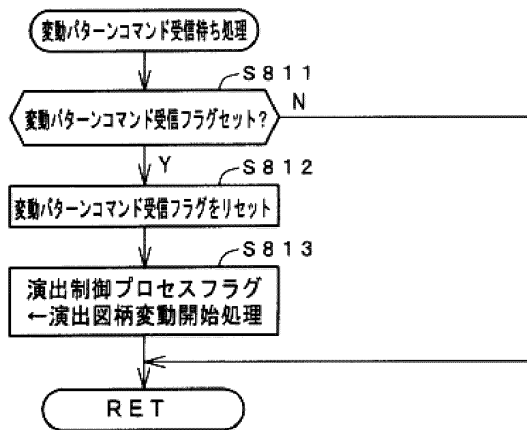 変動パターンコマンド受信待ち処理
S811
変動パターンコマンド受信フラグセット?
N
Y
S812
変動パターンコマンド受信フラグをリセット
S813
演出制御プロセスフラグ
←演出図柄変動開始処理
RET